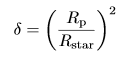 δ = (R_p / R_star)^2